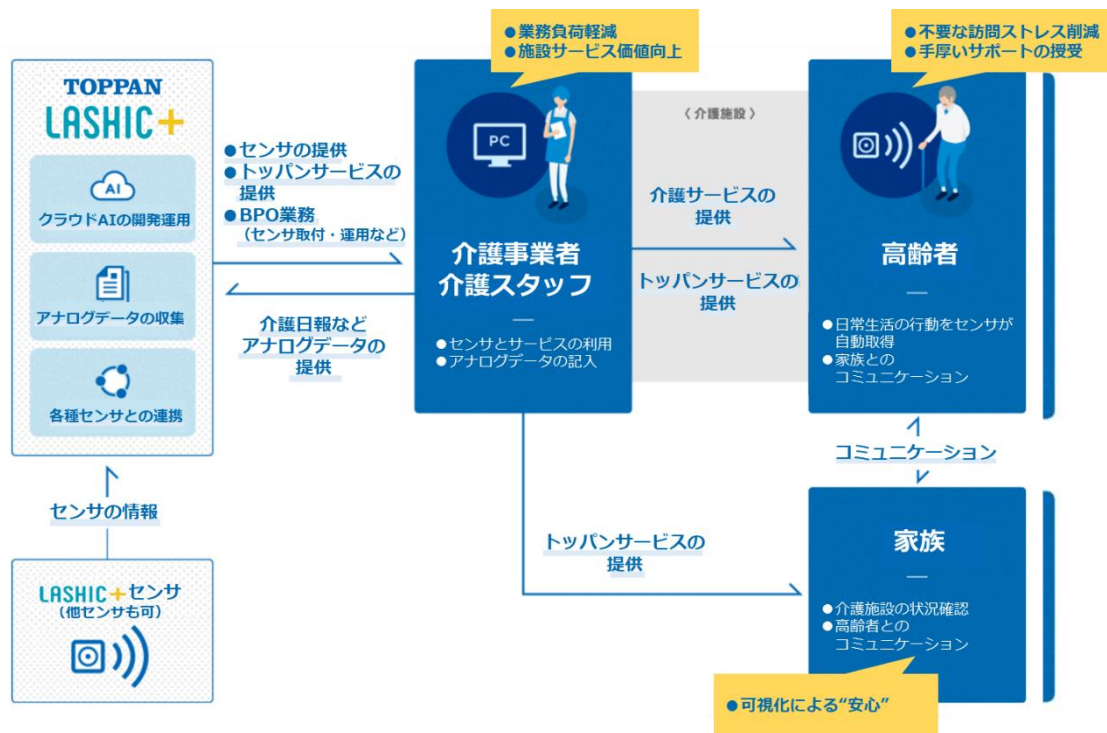 ●業務負荷軽減
●施設サービス価値向上
●不要な訪問ストレス削減
●手厚いサポートの授受
TOPPAN
LASHIC+
AI
クラウドAIの開発運用
アナログデータの収集
各種センサとの連携
●センサの提供
●トッパンサービスの
提供
●BPO業務
（センサ取付・運用など）
介護日報など
アナログデータの
提供
PC
介護事業者
介護スタッフ
●センサとサービスの利用
●アナログデータの記入
〈介護施設〉
介護サービスの
提供
トッパンサービスの
提供
高齢者
●日常生活の行動をセンサが
自動取得
●家族との
コミュニケーション
コミュニケーション
センサの情報
LASHIC+センサ
（他センサも可）
トッパンサービスの
提供
家族
●介護施設の状況確認
●高齢者との
コミュニケーション
●可視化による“安心”